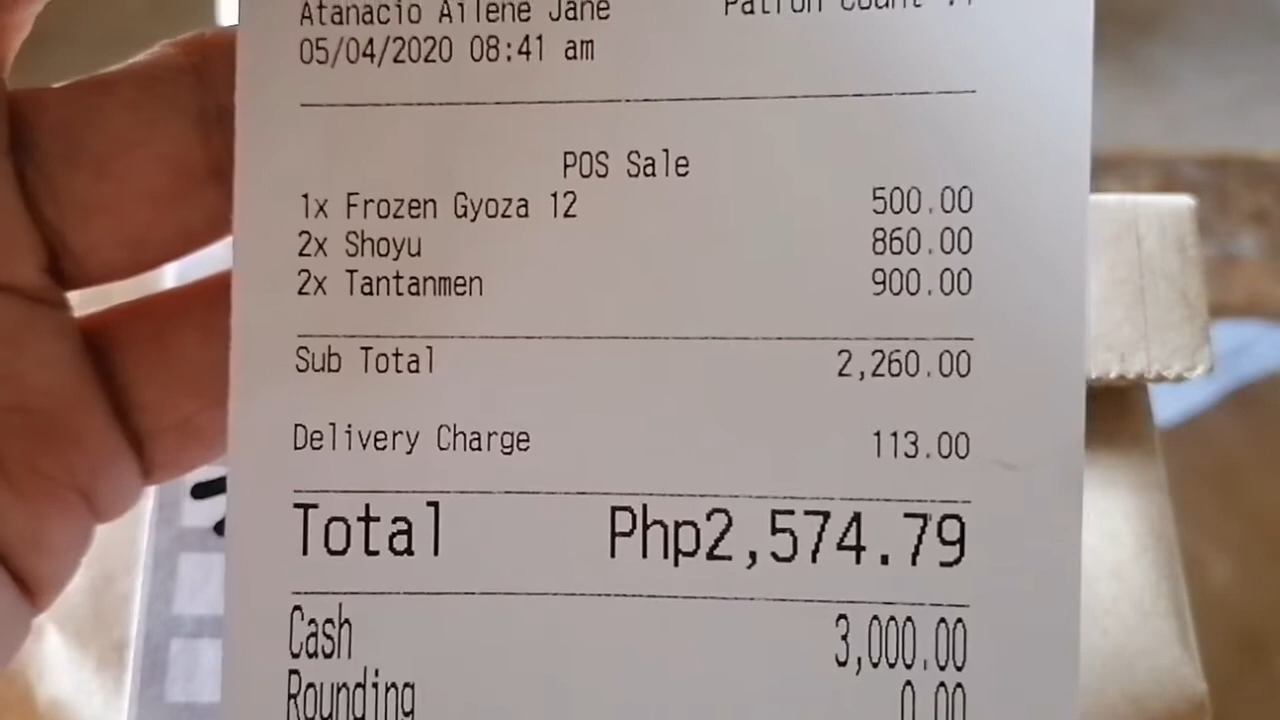 Atanacio Ailene Jane Patron Count
05/04/2020 08:41 am
POS Sale
1x Frozen Gyoza 12 500.00
2x Shoyu 860.00
2x Tantanmen 900.00
Sub Total 2,260.00
Delivery Charge 113.00
Total Php2,574.79
Cash 3,000.00
Rounding 0.00